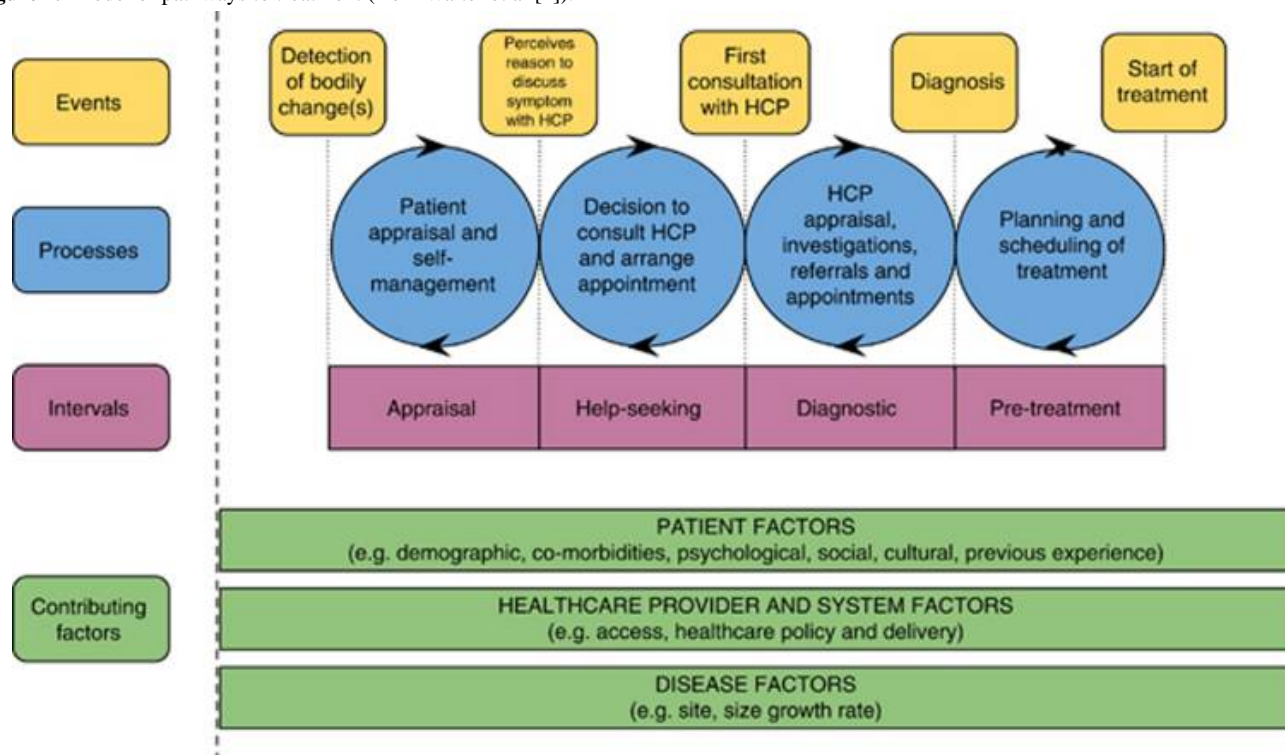 Events
Detection
of bodily
change(s)
Perceives
reason to
discuss
symptom
with HCP
First
consultation
with HCP
Diagnosis
Start of
treatment
Processes
Patient
appraisal and
self-
management
Decision to
consult HCP
and arrange
appointment
HCP
appraisal,
investigations,
referrals and
appointments
Planning and
scheduling of
treatment
Intervals
Appraisal
Help-seeking
Diagnostic
Pre-treatment
Contributing
factors
PATIENT FACTORS
(e.g. demographic, co-morbidities, psychological, social, cultural, previous experience)
HEALTHCARE PROVIDER AND SYSTEM FACTORS
(e.g. access, healthcare policy and delivery)
DISEASE FACTORS
(e.g. site, size growth rate)